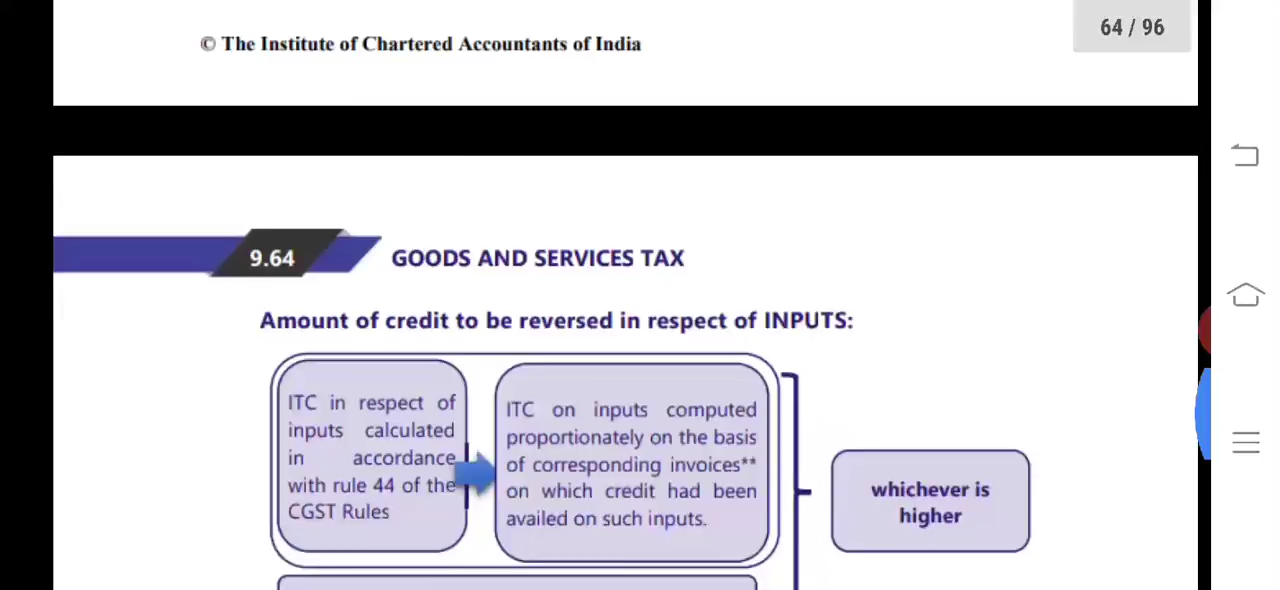 © The Institute of Chartered Accountants of India
64 / 96
9.64
GOODS AND SERVICES TAX
Amount of credit to be reversed in respect of INPUTS:
ITC in respect of
inputs calculated
in accordance
with rule 44 of the
CGST Rules
ITC on inputs computed
proportionately on the basis
of corresponding invoices**
on which credit had been
availed on such inputs.
whichever is
higher